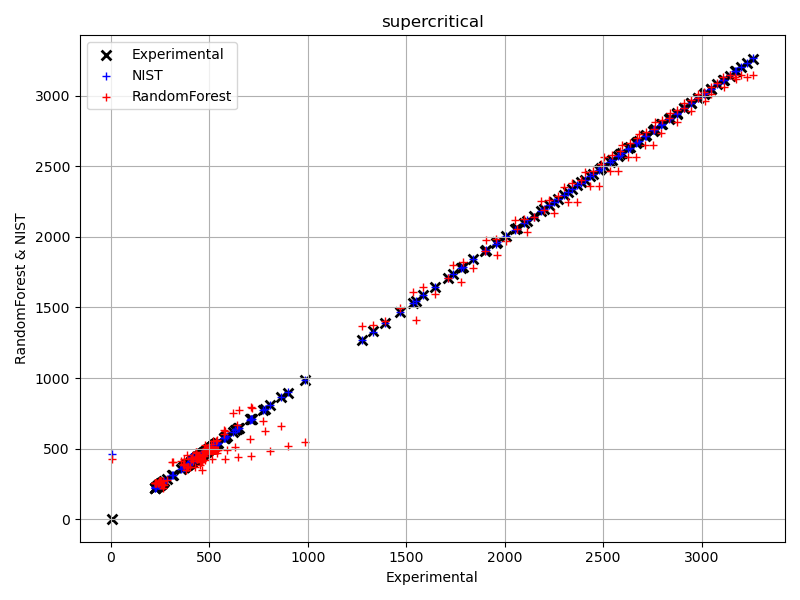 supercritical
Experimental
NIST
RandomForest
RandomForest & NIST
3000
2500
2000
1500
1000
500
0
0 500 1000 1500 2000 2500 3000
Experimental